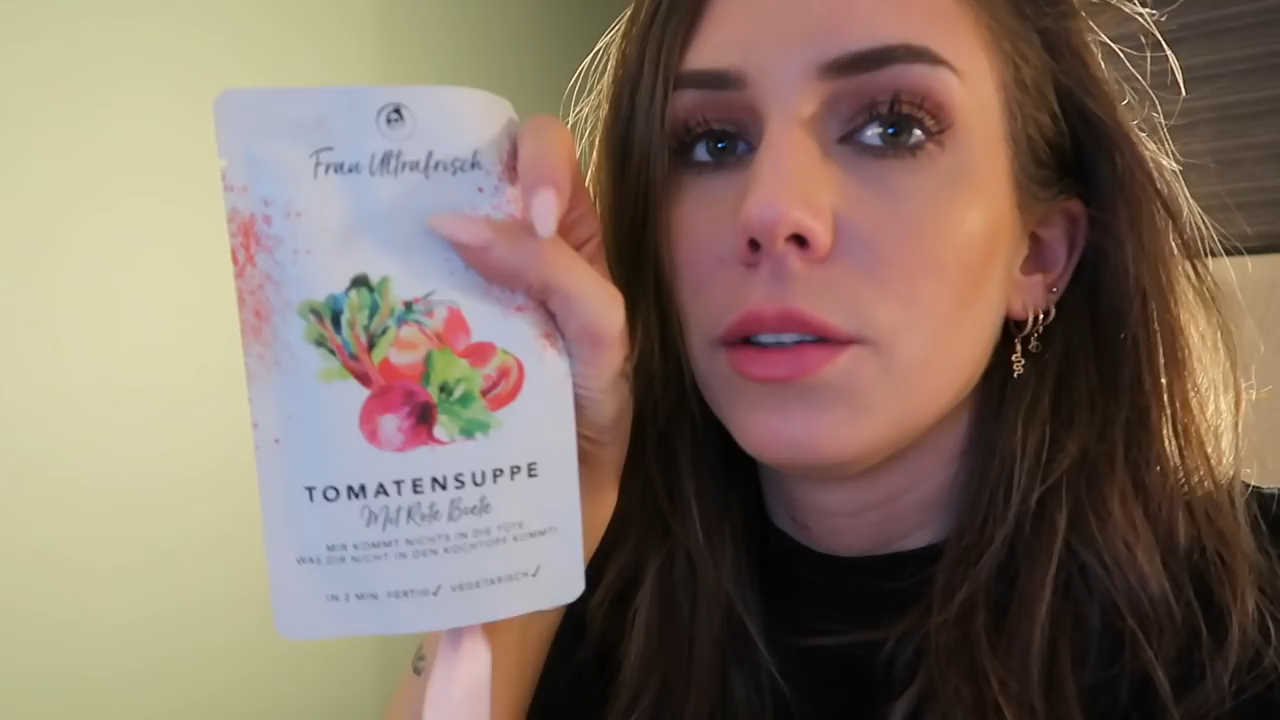 Frau Ultrafrisch
TOMATENSUPPE
Mit Rote Beete
MIR KOMMT NICHTS IN DIE TÜTE,
WAS DIR NICHT IN DEN KOCHTOPF KOMMT!
IN 2 MIN. FERTIG✓ VEGETARISCH✓